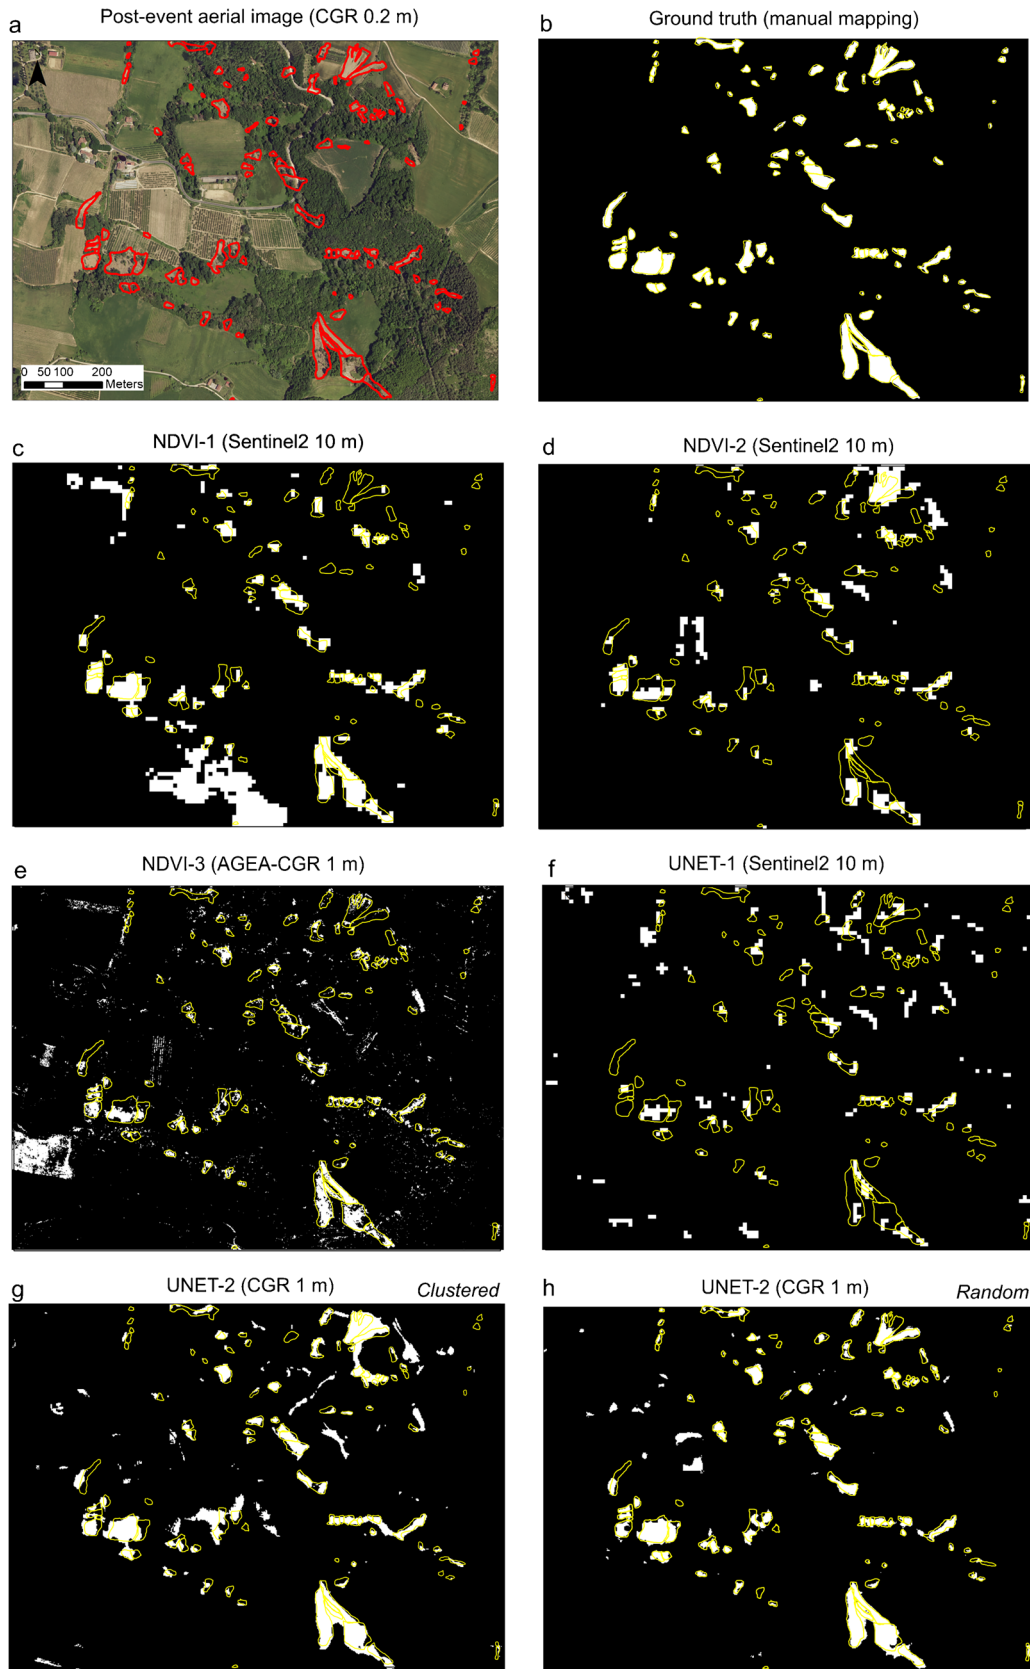 a
Post-event aerial image (CGR 0.2 m)
b
Ground truth (manual mapping)
0 50 100 200
Meters
c
NDVI-1 (Sentinel2 10 m)
d
NDVI-2 (Sentinel2 10 m)
e
NDVI-3 (AGEA-CGR 1 m)
f
UNET-1 (Sentinel2 10 m)
g
UNET-2 (CGR 1 m)
Clustered
h
UNET-2 (CGR 1 m)
Random